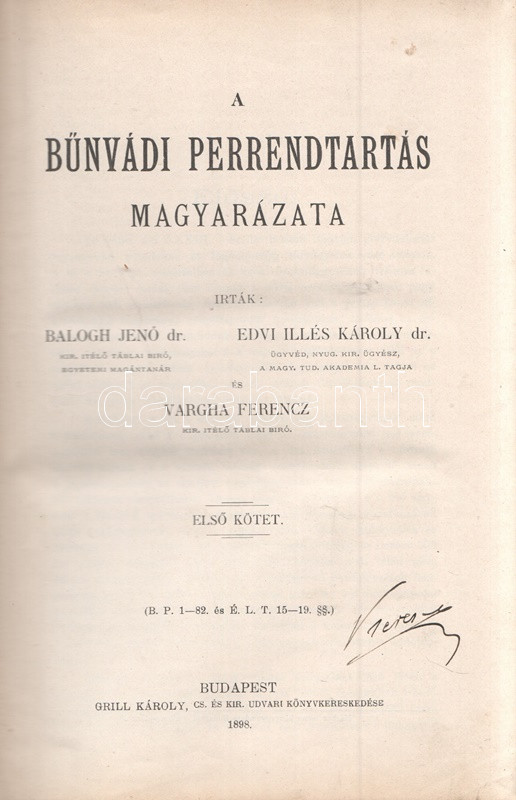 A
BŰNVÁDI PERRENDTARTÁS
MAGYARÁZATA
IRTÁK:
BALOGH JENŐ dr.
KIR. ITÉLŐ TÁBLAI BIRÓ,
EGYETEMI MAGÁNTANÁR
EDVI ILLÉS KÁROLY dr.
ÜGYVÉD, NYUG. KIR. ÜGYÉSZ,
A MAGY. TUD. AKADEMIA L. TAGJA
ÉS
VARGHA FERENCZ
KIR. ITÉLŐ TÁBLAI BIRÓ.
darabanth
ELSŐ KÖTET.
(B. P. 1—82. és É. L. T. 15—19. §§.)
BUDAPEST
GRILL KÁROLY, CS. ÉS KIR. UDVARI KÖNYVKERESKEDÉSE
1898.